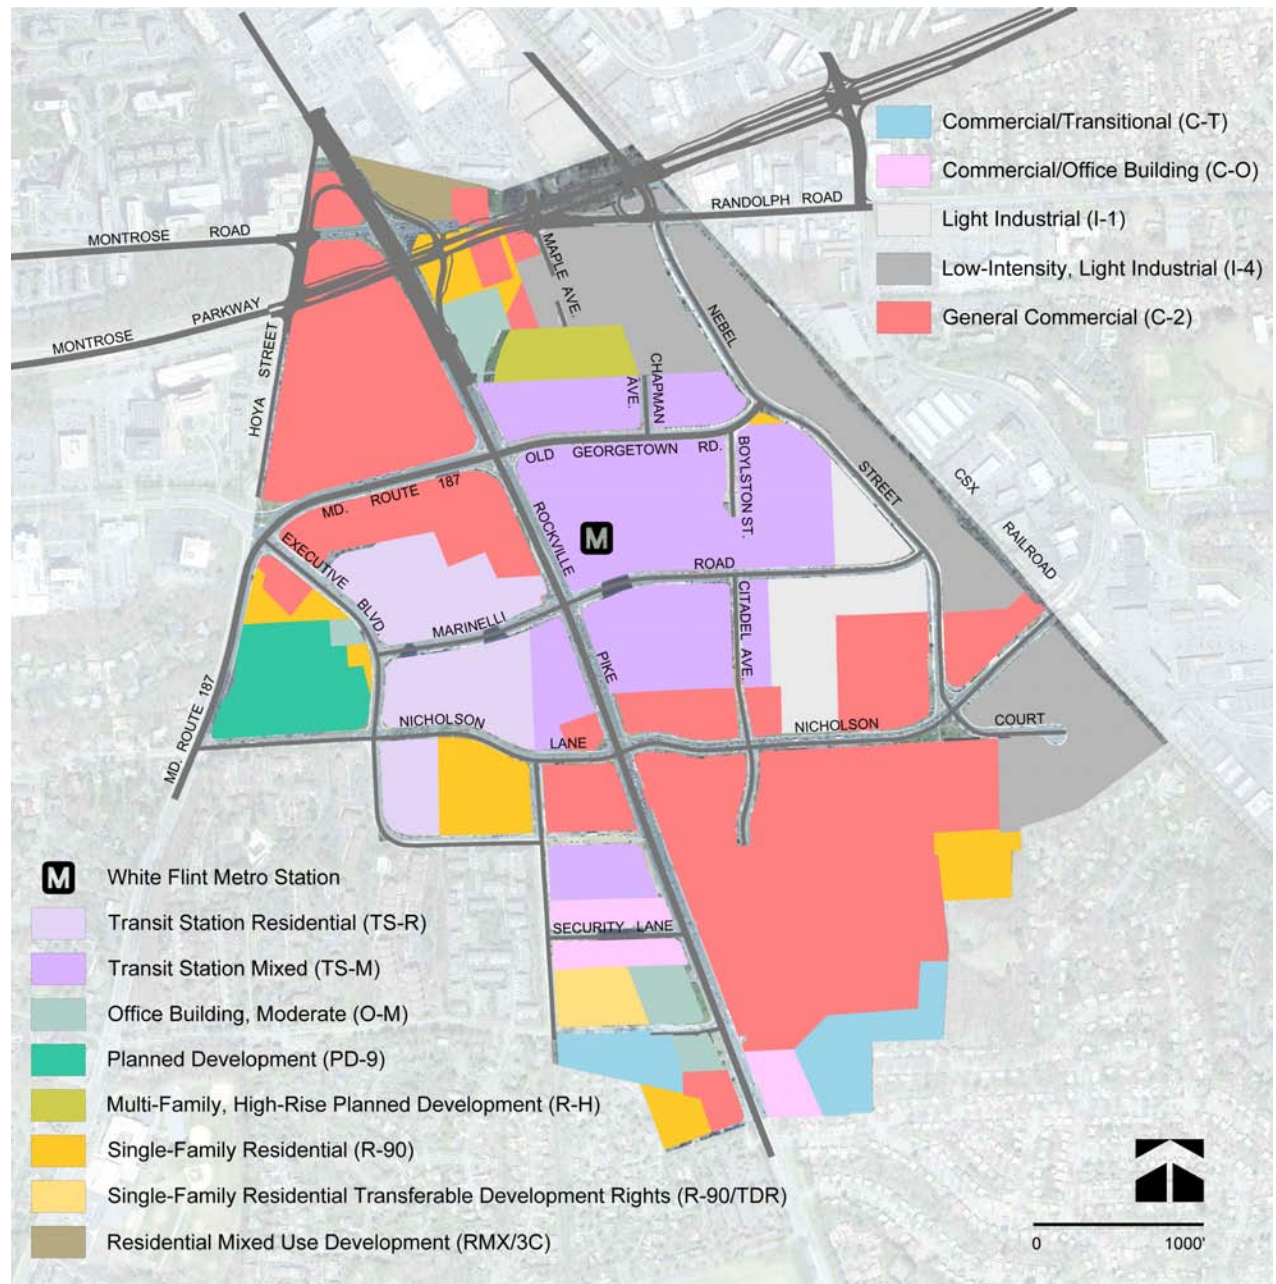 Commercial/Transitional (C-T)
Commercial/Office Building (C-O)
Light Industrial (I-1)
Low-Intensity, Light Industrial (I-4)
General Commercial (C-2)
MONTROSE ROAD
RANDOLPH ROAD
MONTROSE PARKWAY
HOYA STREET
MAPLE AVE.
NEBEL STREET
CHAPMAN AVE.
OLD GEORGETOWN RD.
BOYLSTON ST.
MD. ROUTE 187
ROCKVILLE PIKE
CSX RAILROAD
M
EXECUTIVE BLVD.
MARINELLI ROAD
CITADEL AVE.
MD. ROUTE 187
NICHOLSON LANE
NICHOLSON COURT
SECURITY LANE
M White Flint Metro Station
Transit Station Residential (TS-R)
Transit Station Mixed (TS-M)
Office Building, Moderate (O-M)
Planned Development (PD-9)
Multi-Family, High-Rise Planned Development (R-H)
Single-Family Residential (R-90)
Single-Family Residential Transferable Development Rights (R-90/TDR)
Residential Mixed Use Development (RMX/3C)
0 1000'